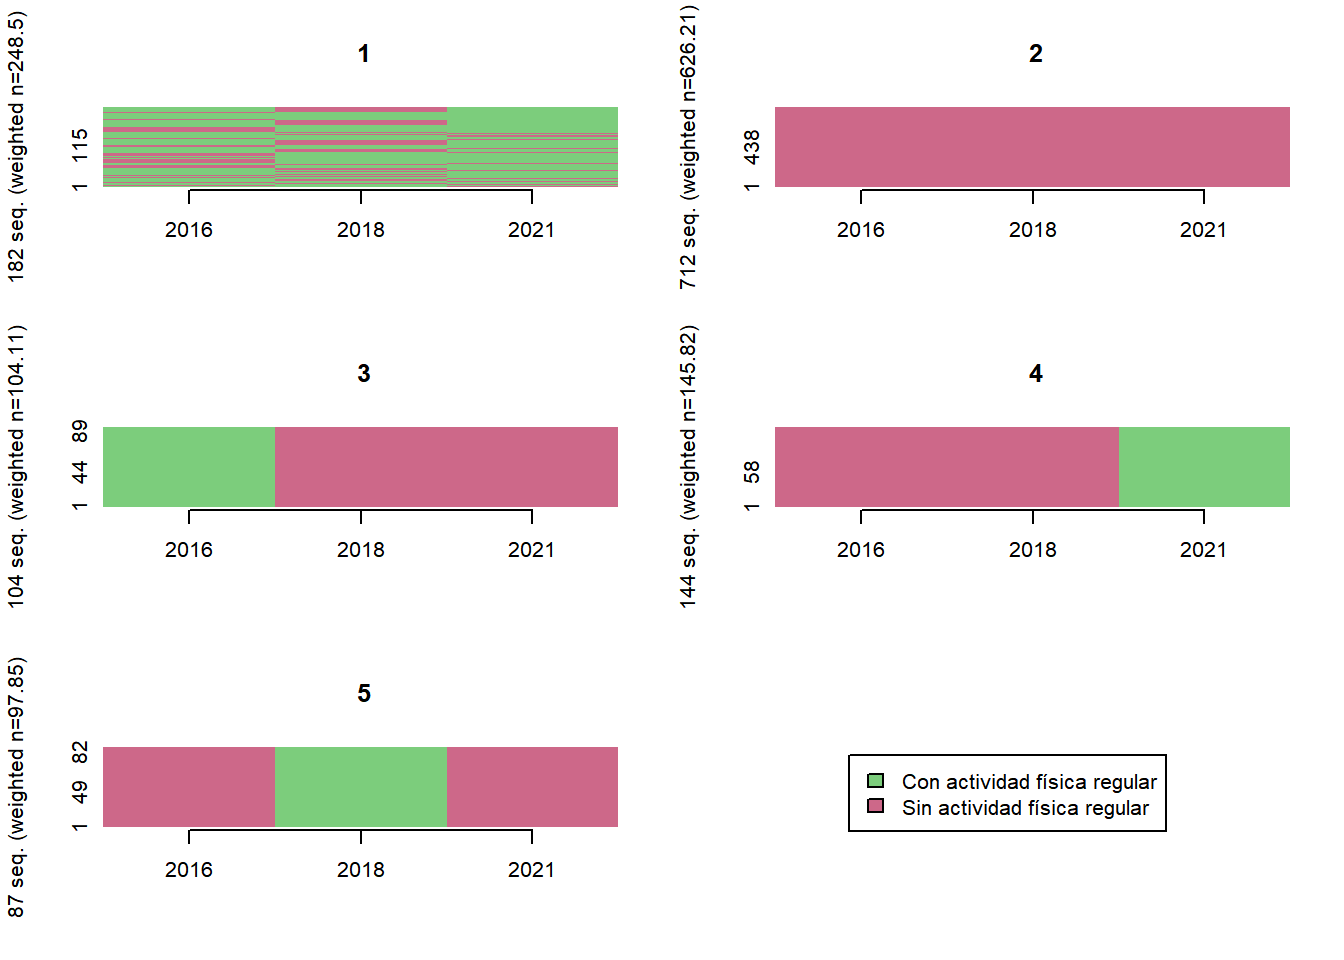 1
182 seq. (weighted n=248.5)
115
1
2016 2018 2021
2
712 seq. (weighted n=626.21)
438
1
2016 2018 2021
3
104 seq. (weighted n=104.11)
89
44
1
2016 2018 2021
4
144 seq. (weighted n=145.82)
58
1
2016 2018 2021
5
87 seq. (weighted n=97.85)
82
49
1
2016 2018 2021
Con actividad física regular
Sin actividad física regular